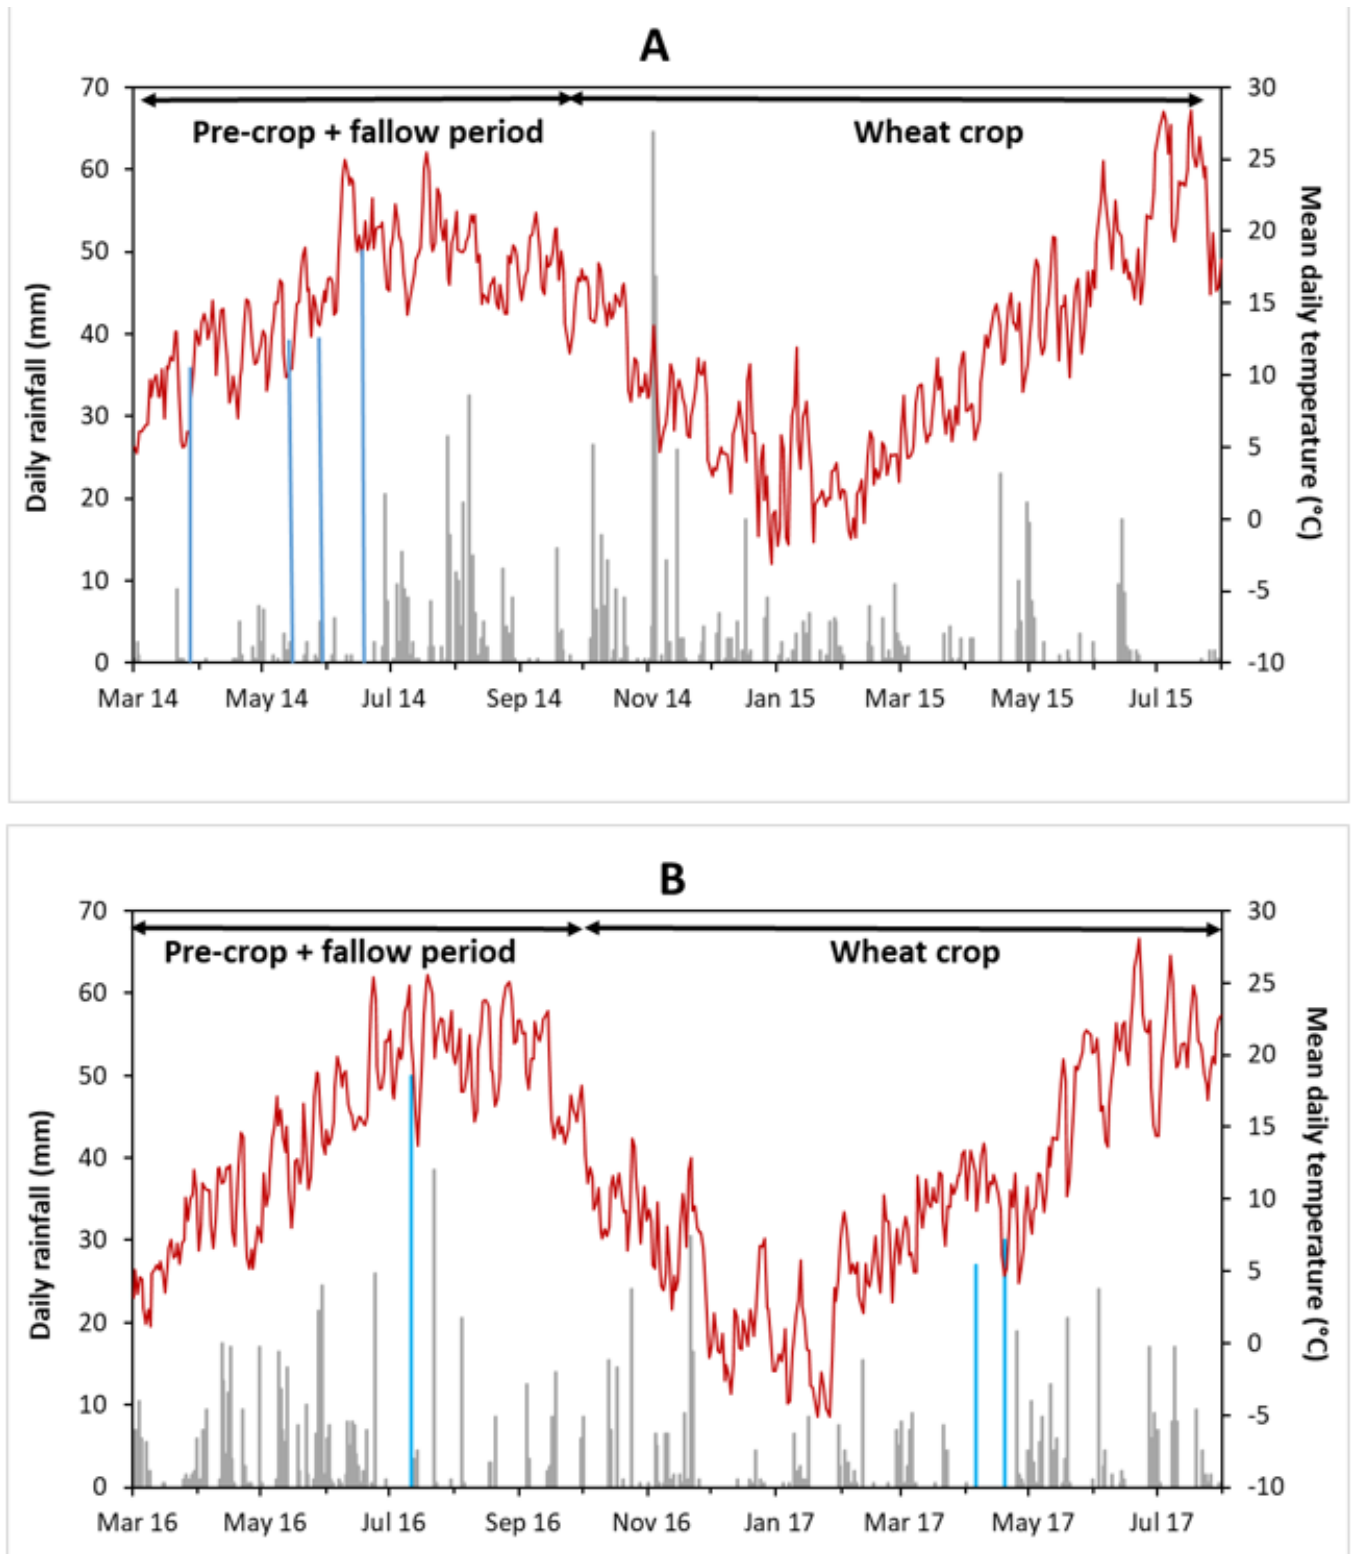 A
Pre-crop + fallow period
Wheat crop
Daily rainfall (mm)
70
60
50
40
30
20
10
0
Mean daily temperature (°C)
30
25
20
15
10
5
0
-5
-10
Mar 14 May 14 Jul 14 Sep 14 Nov 14 Jan 15 Mar 15 May 15 Jul 15
B
Pre-crop + fallow period
Wheat crop
Daily rainfall (mm)
70
60
50
40
30
20
10
0
Mean daily temperature (°C)
30
25
20
15
10
5
0
-5
-10
Mar 16 May 16 Jul 16 Sep 16 Nov 16 Jan 17 Mar 17 May 17 Jul 17